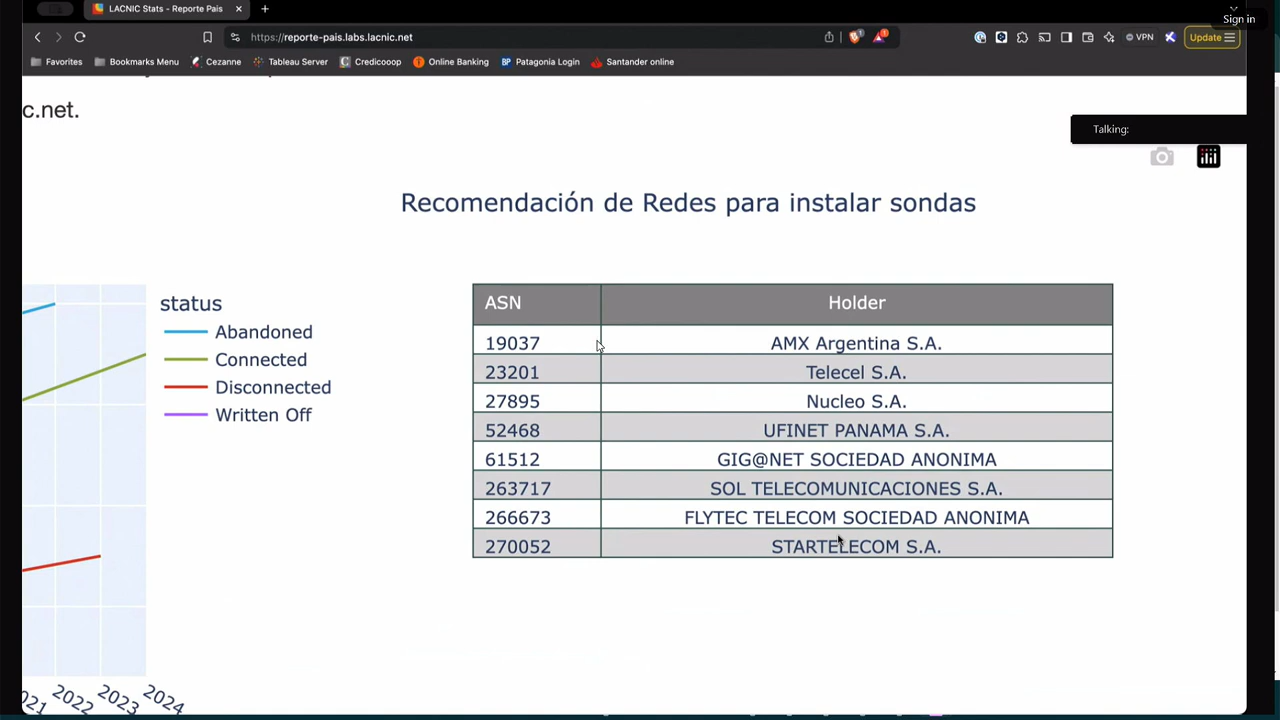 LACNIC Stats - Reporte Pais
Sign in
https://reporte-pais.labs.lacnic.net
VPN
Update
Favorites
Bookmarks Menu
Cezanne
Tableau Server
Credicooop
Online Banking
Patagonia Login
Santander online
c.net.
Talking:
Recomendación de Redes para instalar sondas
status
Abandoned
Connected
Disconnected
Written Off
ASN Holder
19037 AMX Argentina S.A.
23201 Telecel S.A.
27895 Nucleo S.A.
52468 UFINET PANAMA S.A.
61512 GIG@NET SOCIEDAD ANONIMA
263717 SOL TELECOMUNICACIONES S.A.
266673 FLYTEC TELECOM SOCIEDAD ANONIMA
270052 STARTELECOM S.A.
021 2022 2023 2024